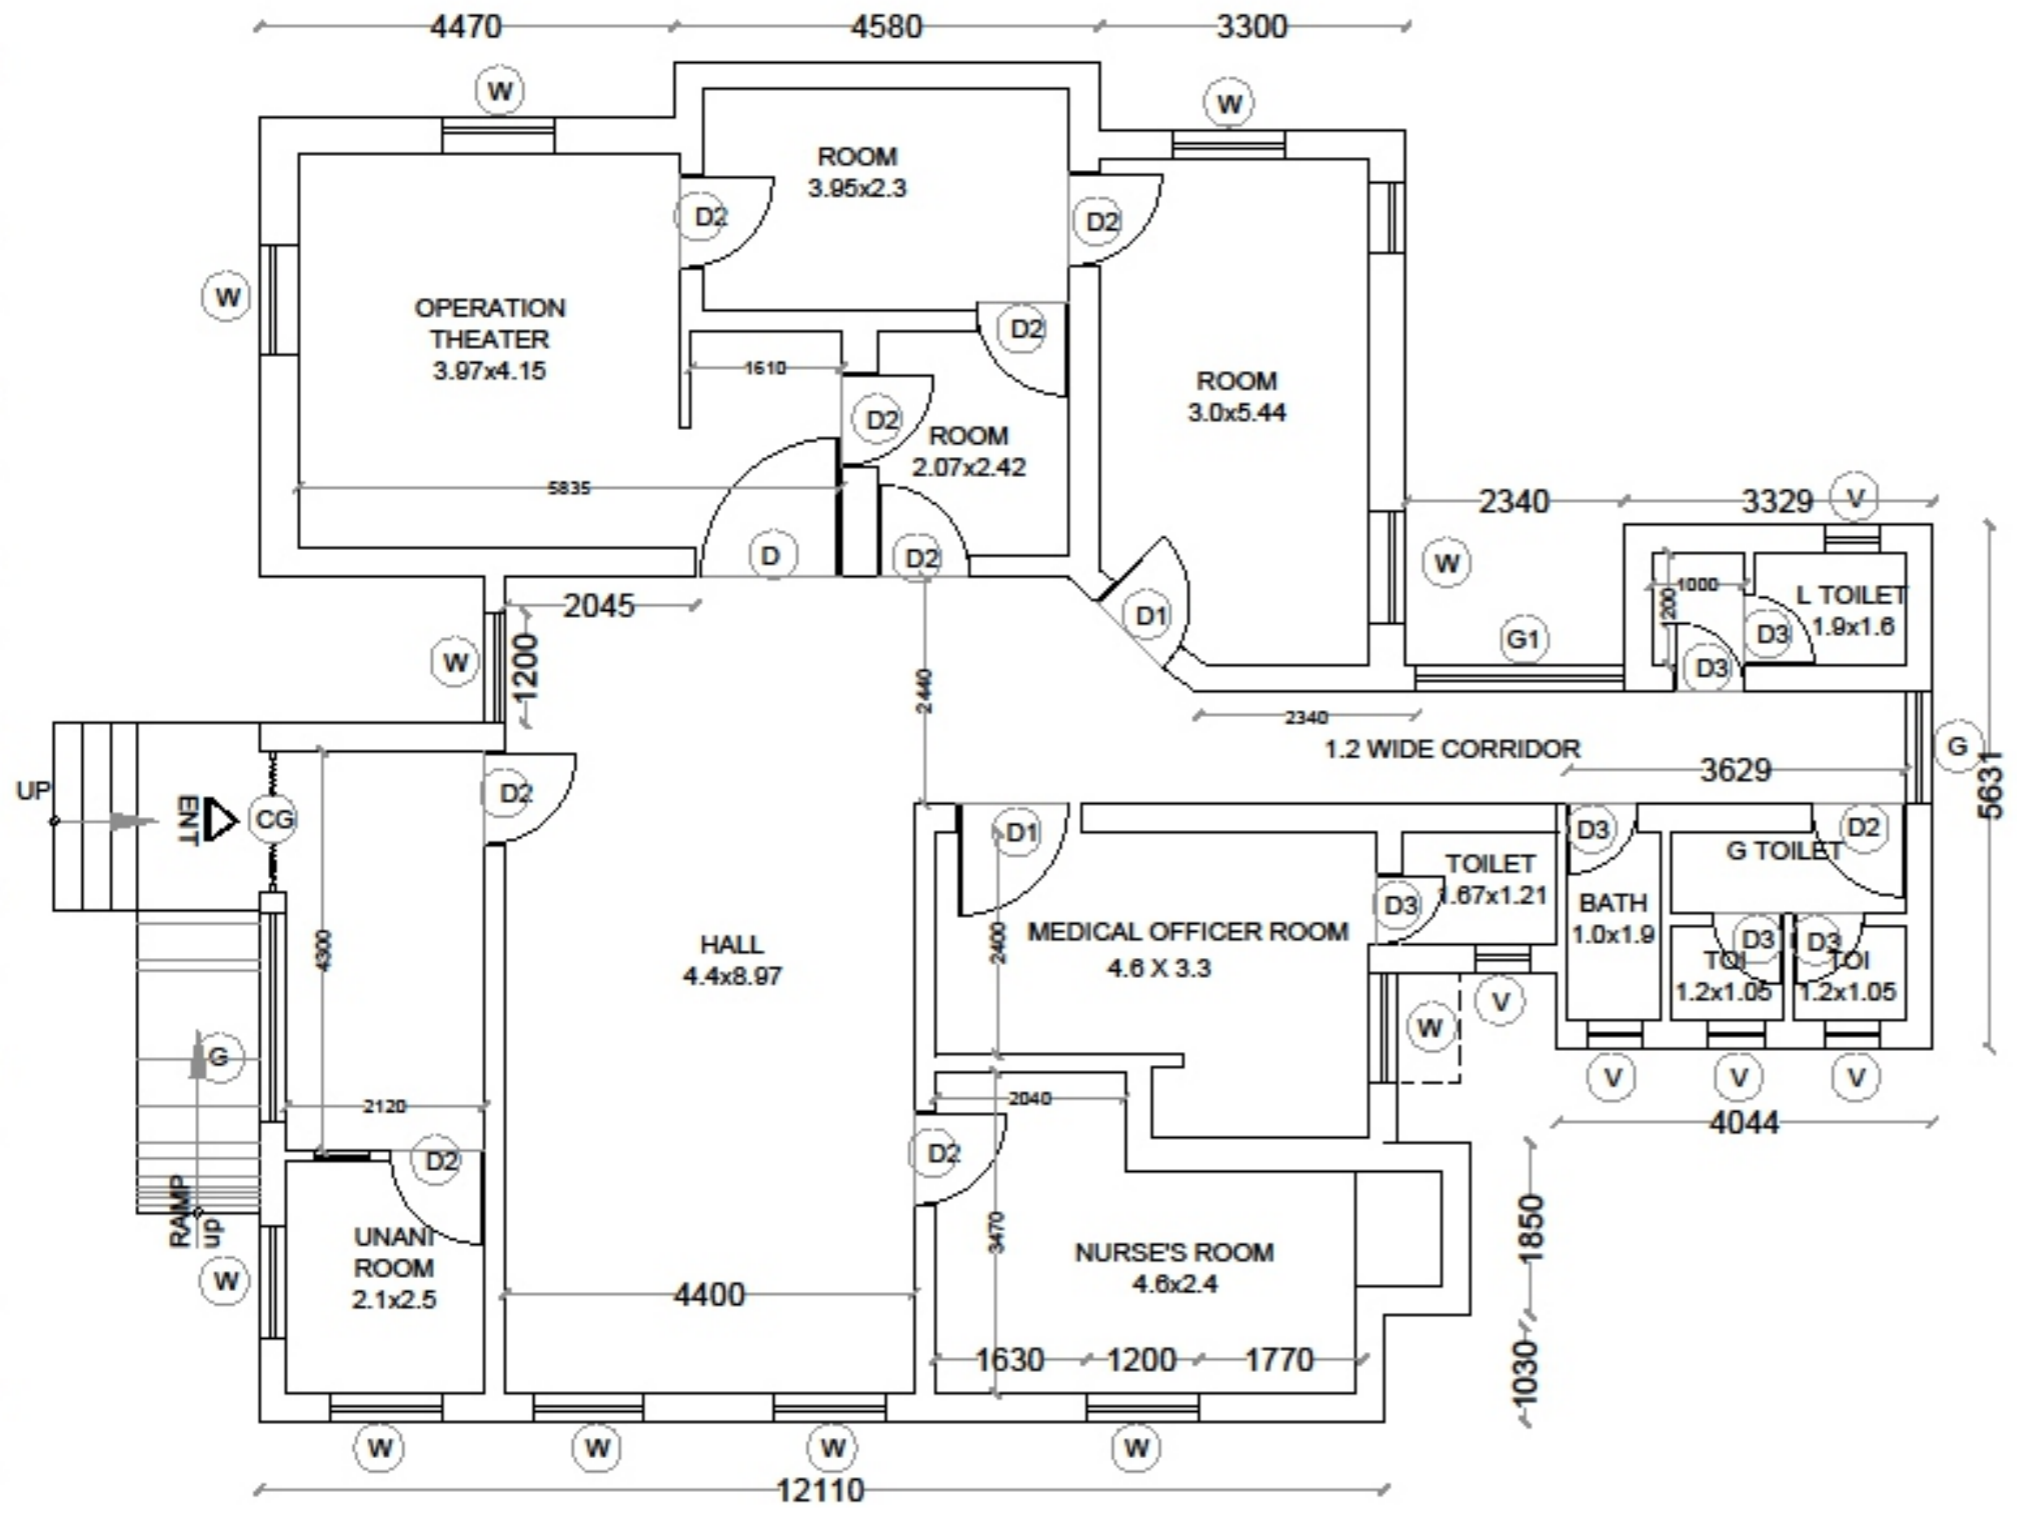 4470
4580
3300
W
W
ROOM
3.95x2.3
D2
D2
W
OPERATION
THEATER
3.97x4.15
D2
1610
ROOM
3.0x5.44
D2
ROOM
2.07x2.42
5835
2340
3329
V
D
D2
W
1000
L TOILET
1.9x1.6
200
2045
D1
G1
D3
D3
W
1200
2440
2340
1.2 WIDE CORRIDOR
3629
G
5631
UP
ENT
CG
D2
D1
D3
D2
G TOILET
TOILET
1.67x1.21
D3
BATH
1.0x1.9
HALL
4.4x8.97
4300
2400
MEDICAL OFFICER ROOM
4.6 X 3.3
D3
D3
TOI
1.2x1.05
TOI
1.2x1.05
W
V
G
V
V
V
2120
2040
4044
D2
D2
RAMP
up
UNANI
ROOM
2.1x2.5
W
3470
NURSE'S ROOM
4.6x2.4
1850
4400
1630
1200
1770
1030
W
W
W
W
12110